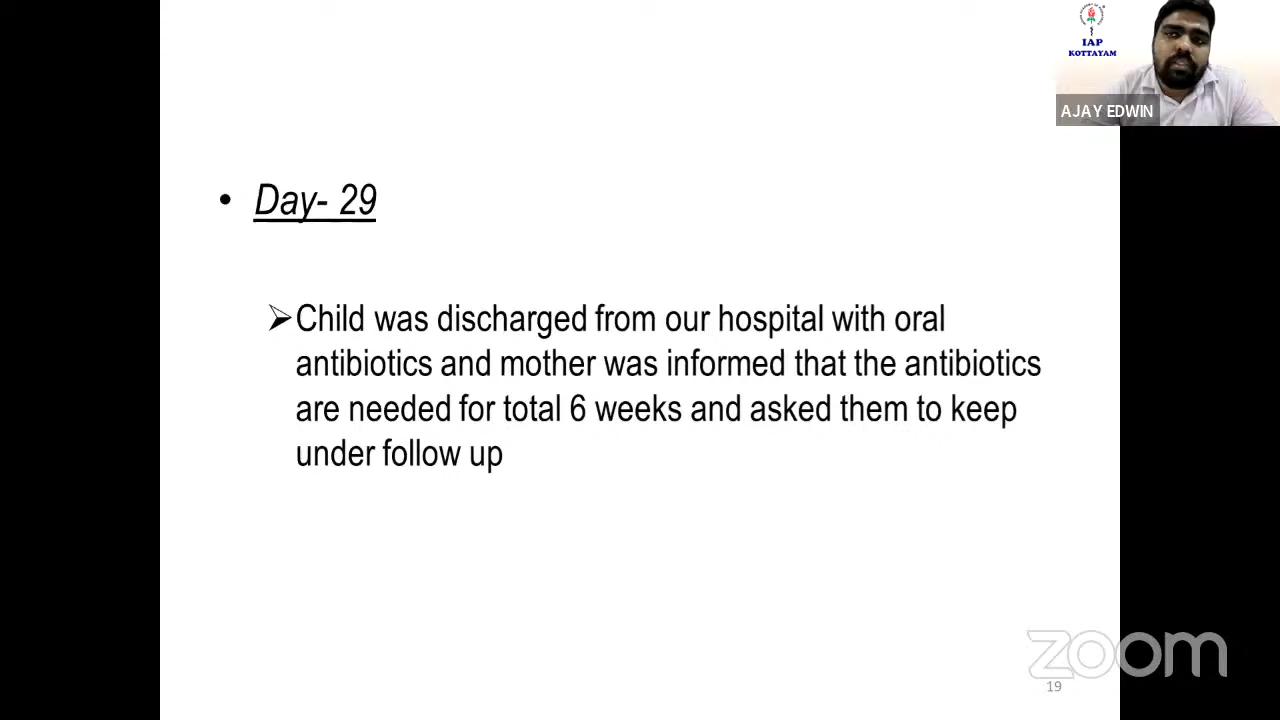 IAP
KOTTAYAM
AJAY EDWIN
• Day- 29
➢Child was discharged from our hospital with oral
antibiotics and mother was informed that the antibiotics
are needed for total 6 weeks and asked them to keep
under follow up
zoom
19